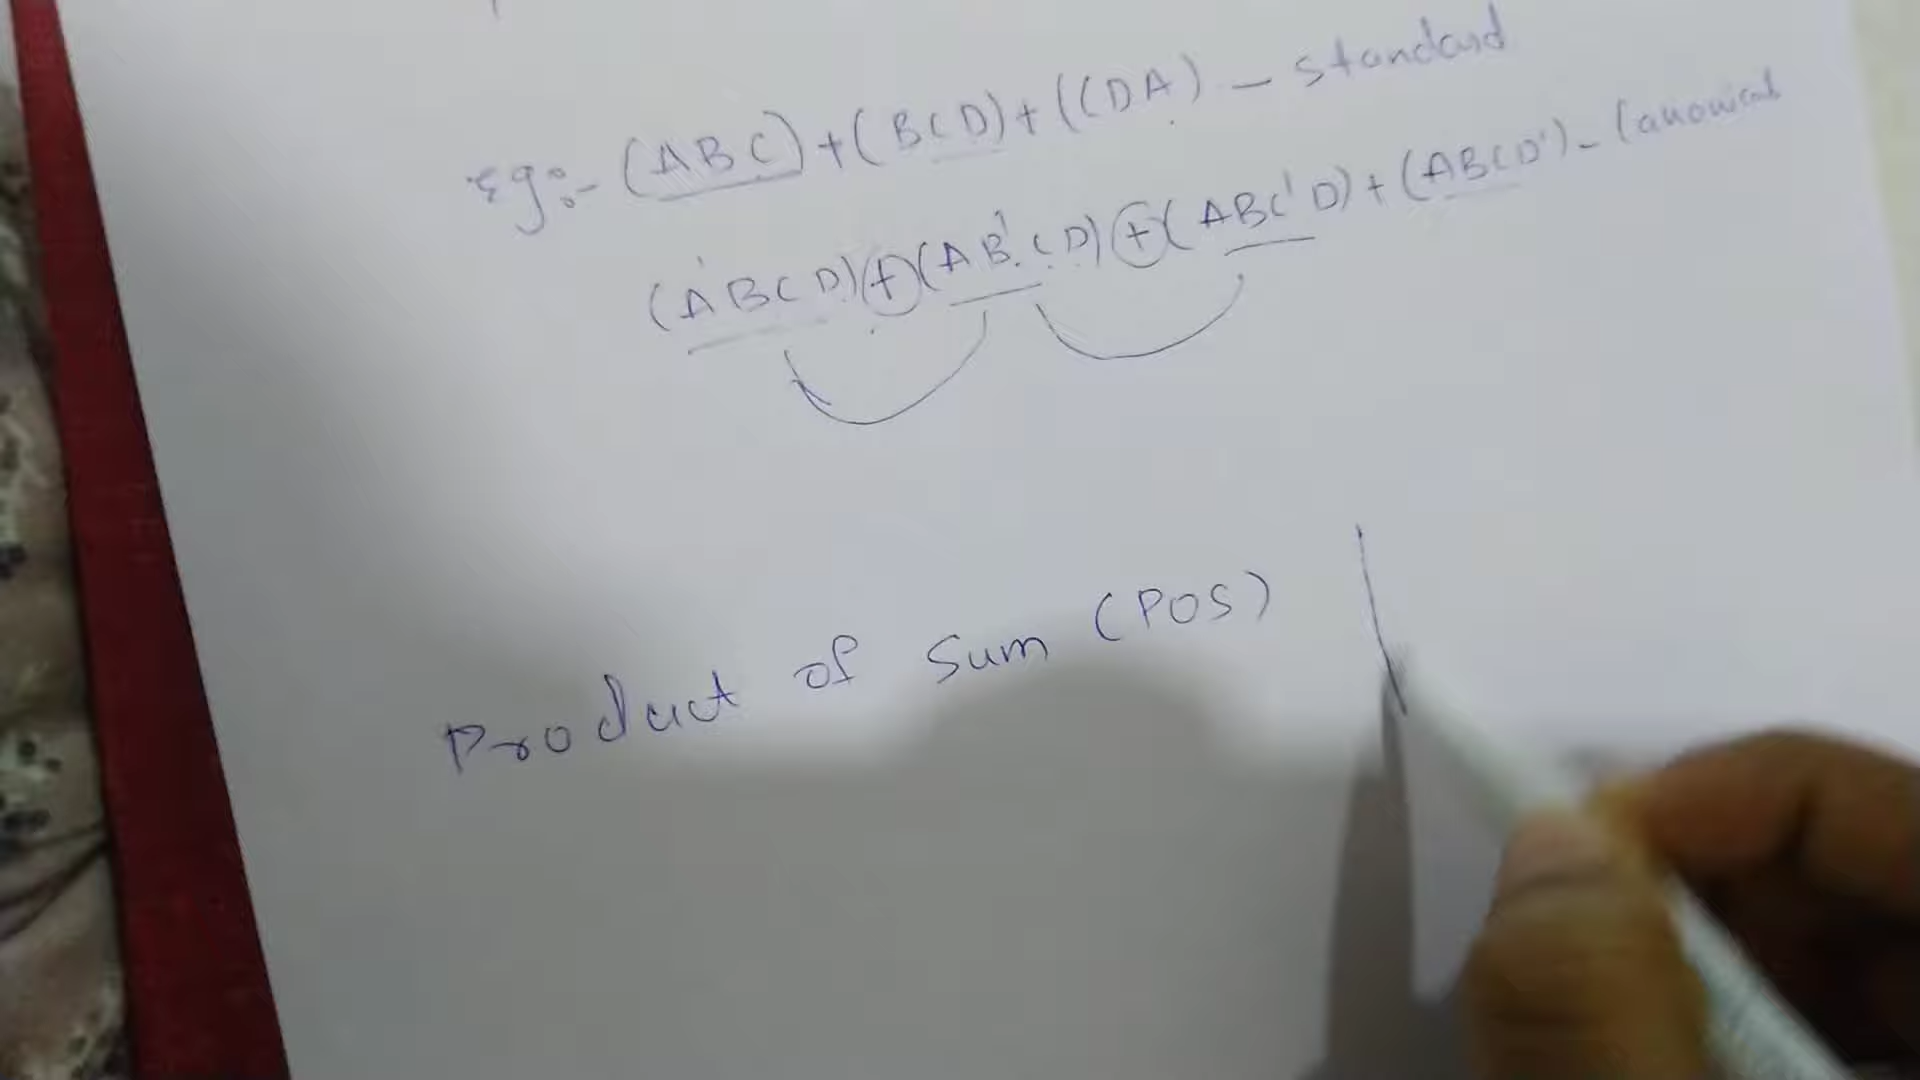 Eg:- (ABC)+(BCD)+(CDA) - Standard
(A'BCD)+(AB'CD)+(ABC'D)+(ABCD') - Canonical
Product of Sum (POS)